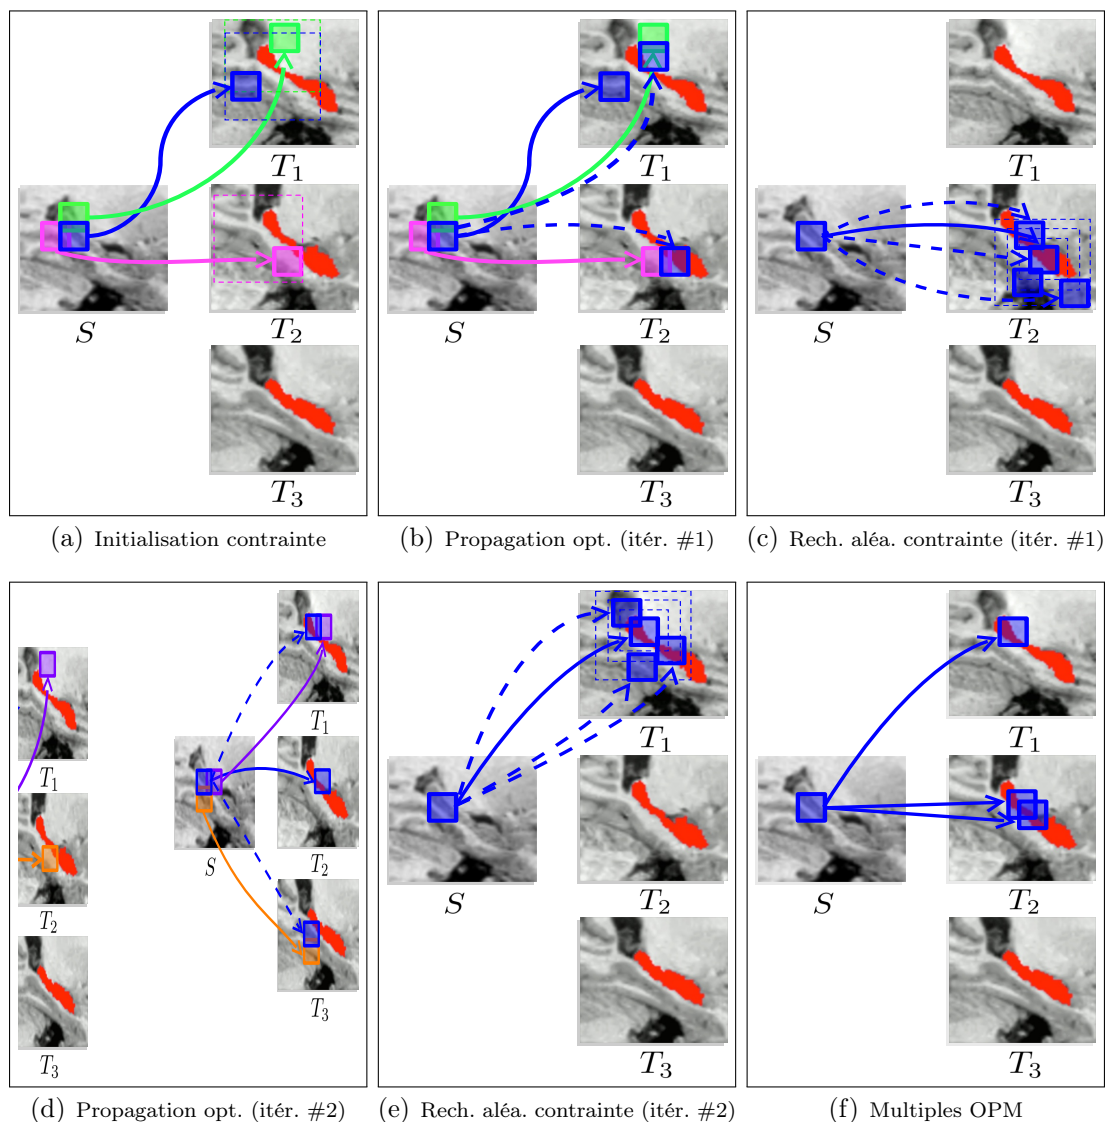 T1
S
T2
T3
(a) Initialisation contrainte
T1
S
T2
T3
(b) Propagation opt. (itér. #1)
T1
S
T2
T3
(c) Rech. aléa. contrainte (itér. #1)
T1
T2
T3
T1
S
T2
T3
(d) Propagation opt. (itér. #2)
T1
S
T2
T3
(e) Rech. aléa. contrainte (itér. #2)
T1
S
T2
T3
(f) Multiples OPM